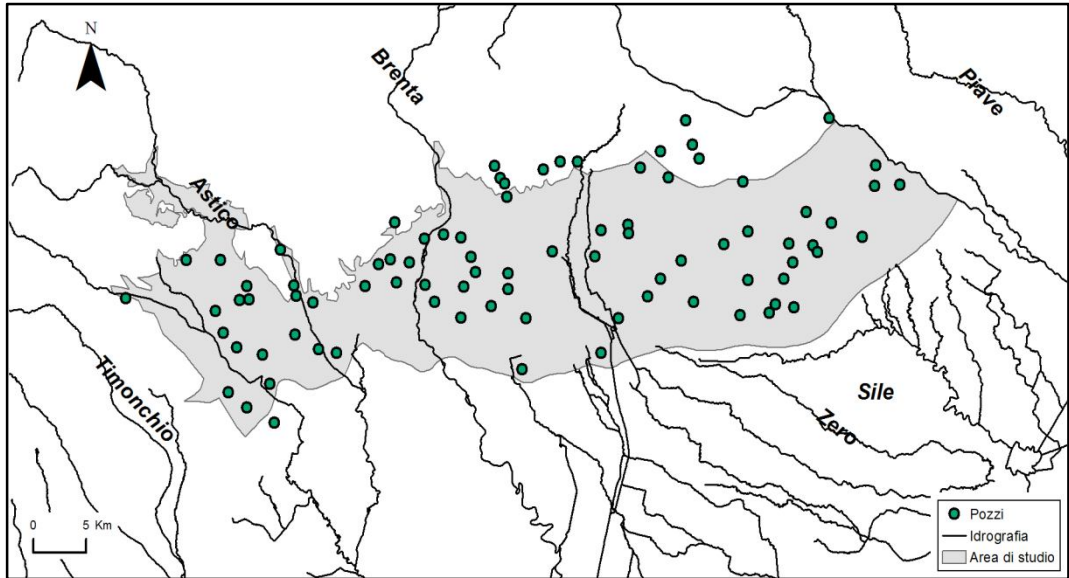 N
Brenta
Piave
Astico
Timonchio
Sile
Zero
0 5 Km
Pozzi
Idrografia
Area di studio